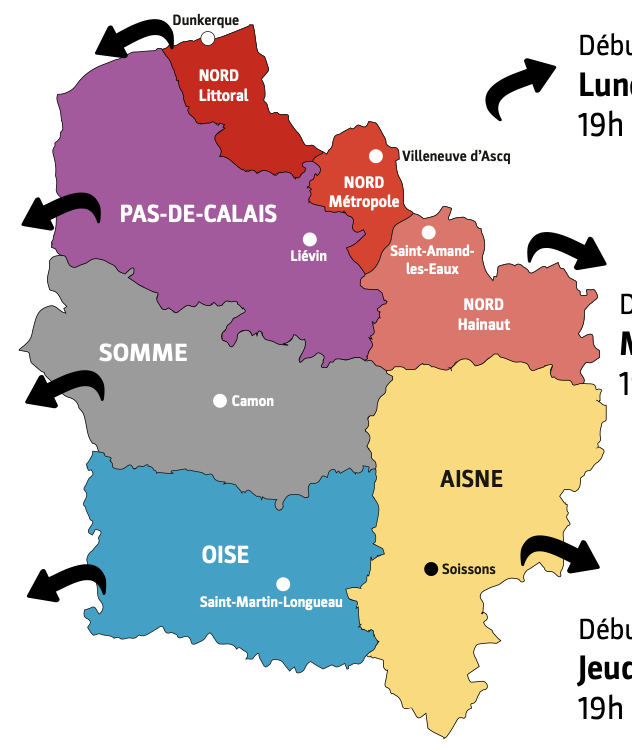 Dunkerque
NORD
Littoral
Lun
19h
Villeneuve d'Ascq
NORD
Métropole
PAS-DE-CALAIS
Liévin
Saint-Amand-
les-Eaux
NORD
Hainaut
SOMME
Camon
AISNE
OISE
Soissons
Saint-Martin-Longueau
19h